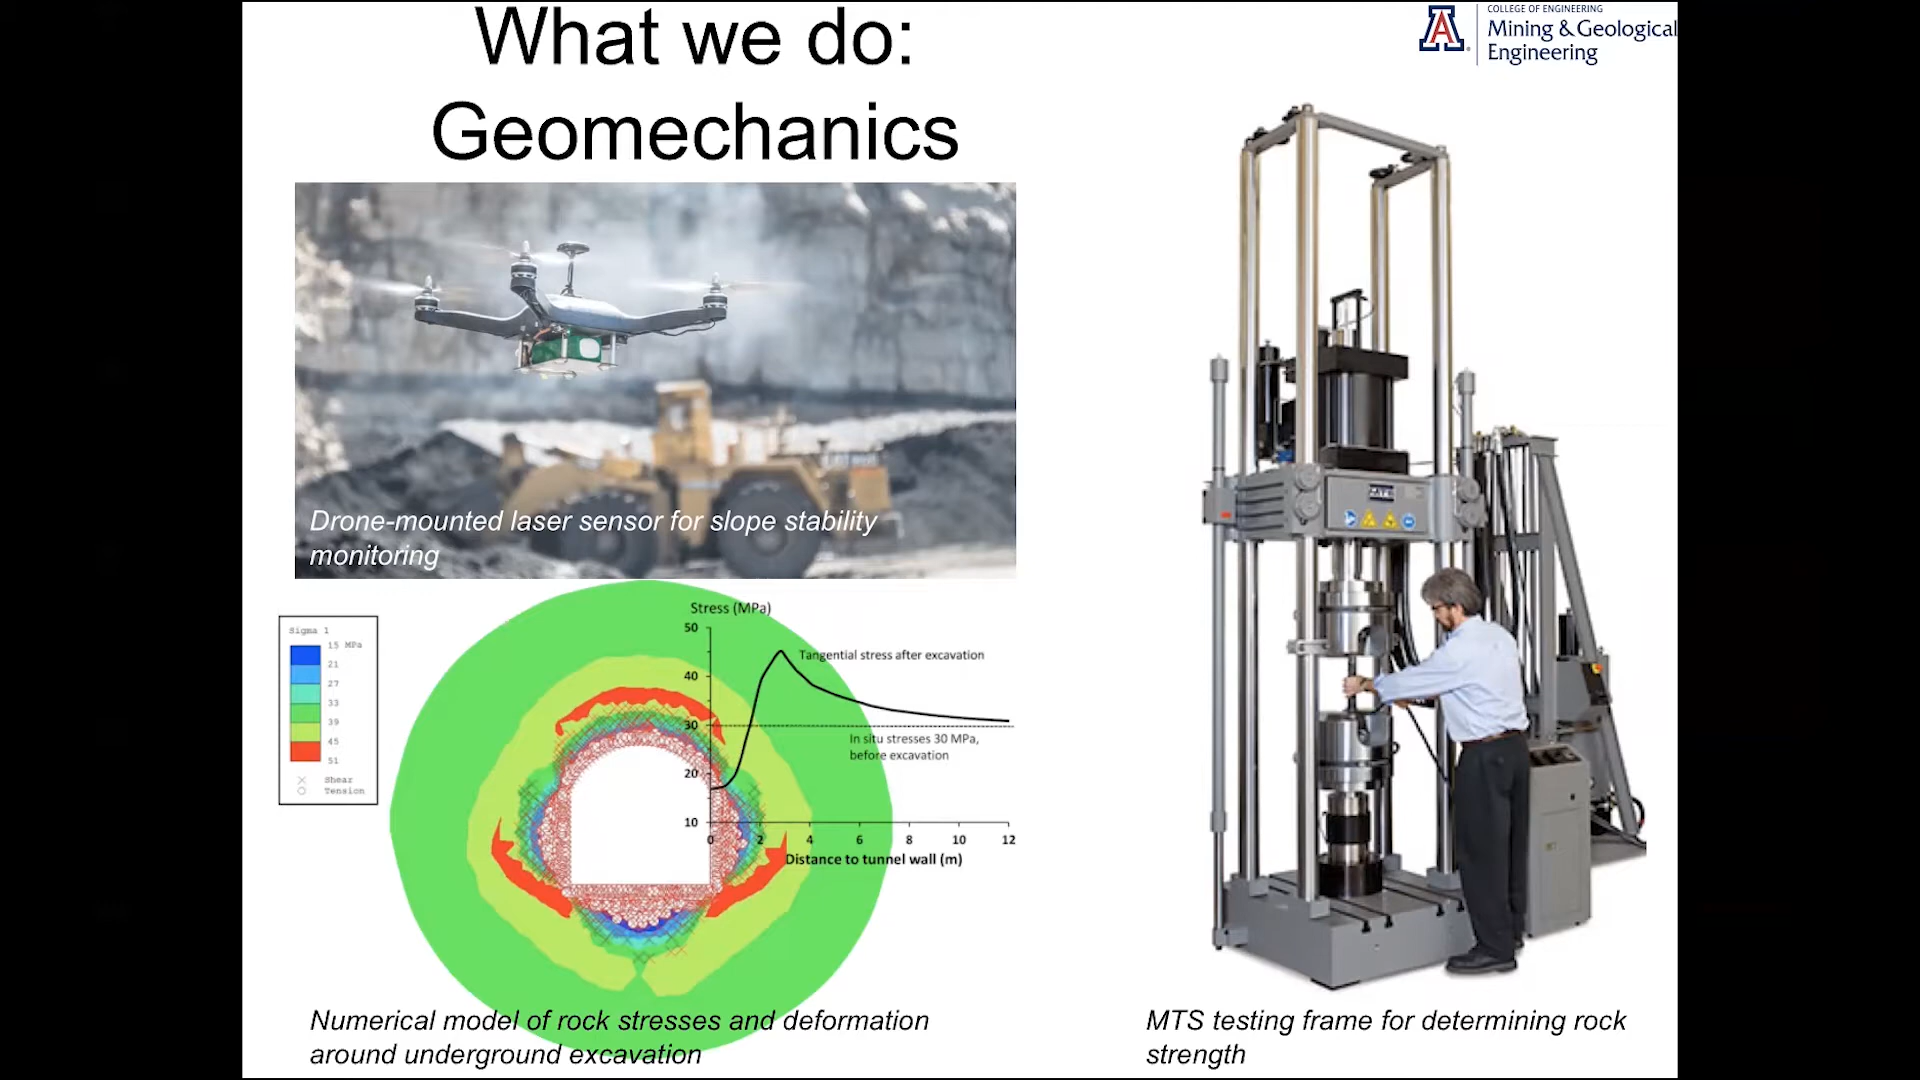 What we do:
Geomechanics
COLLEGE OF ENGINEERING
Mining & Geological
Engineering
Drone-mounted laser sensor for slope stability
monitoring
Sigma 1
15 MPa
21
27
33
39
45
51
Shear
Tension
Stress (MPa)
50
40
30
20
10
Tangential stress after excavation
In situ stresses 30 MPa,
before excavation
0 2 4 6 8 10 12
Distance to tunnel wall (m)
MTS
Numerical model of rock stresses and deformation
around underground excavation
MTS testing frame for determining rock
strength